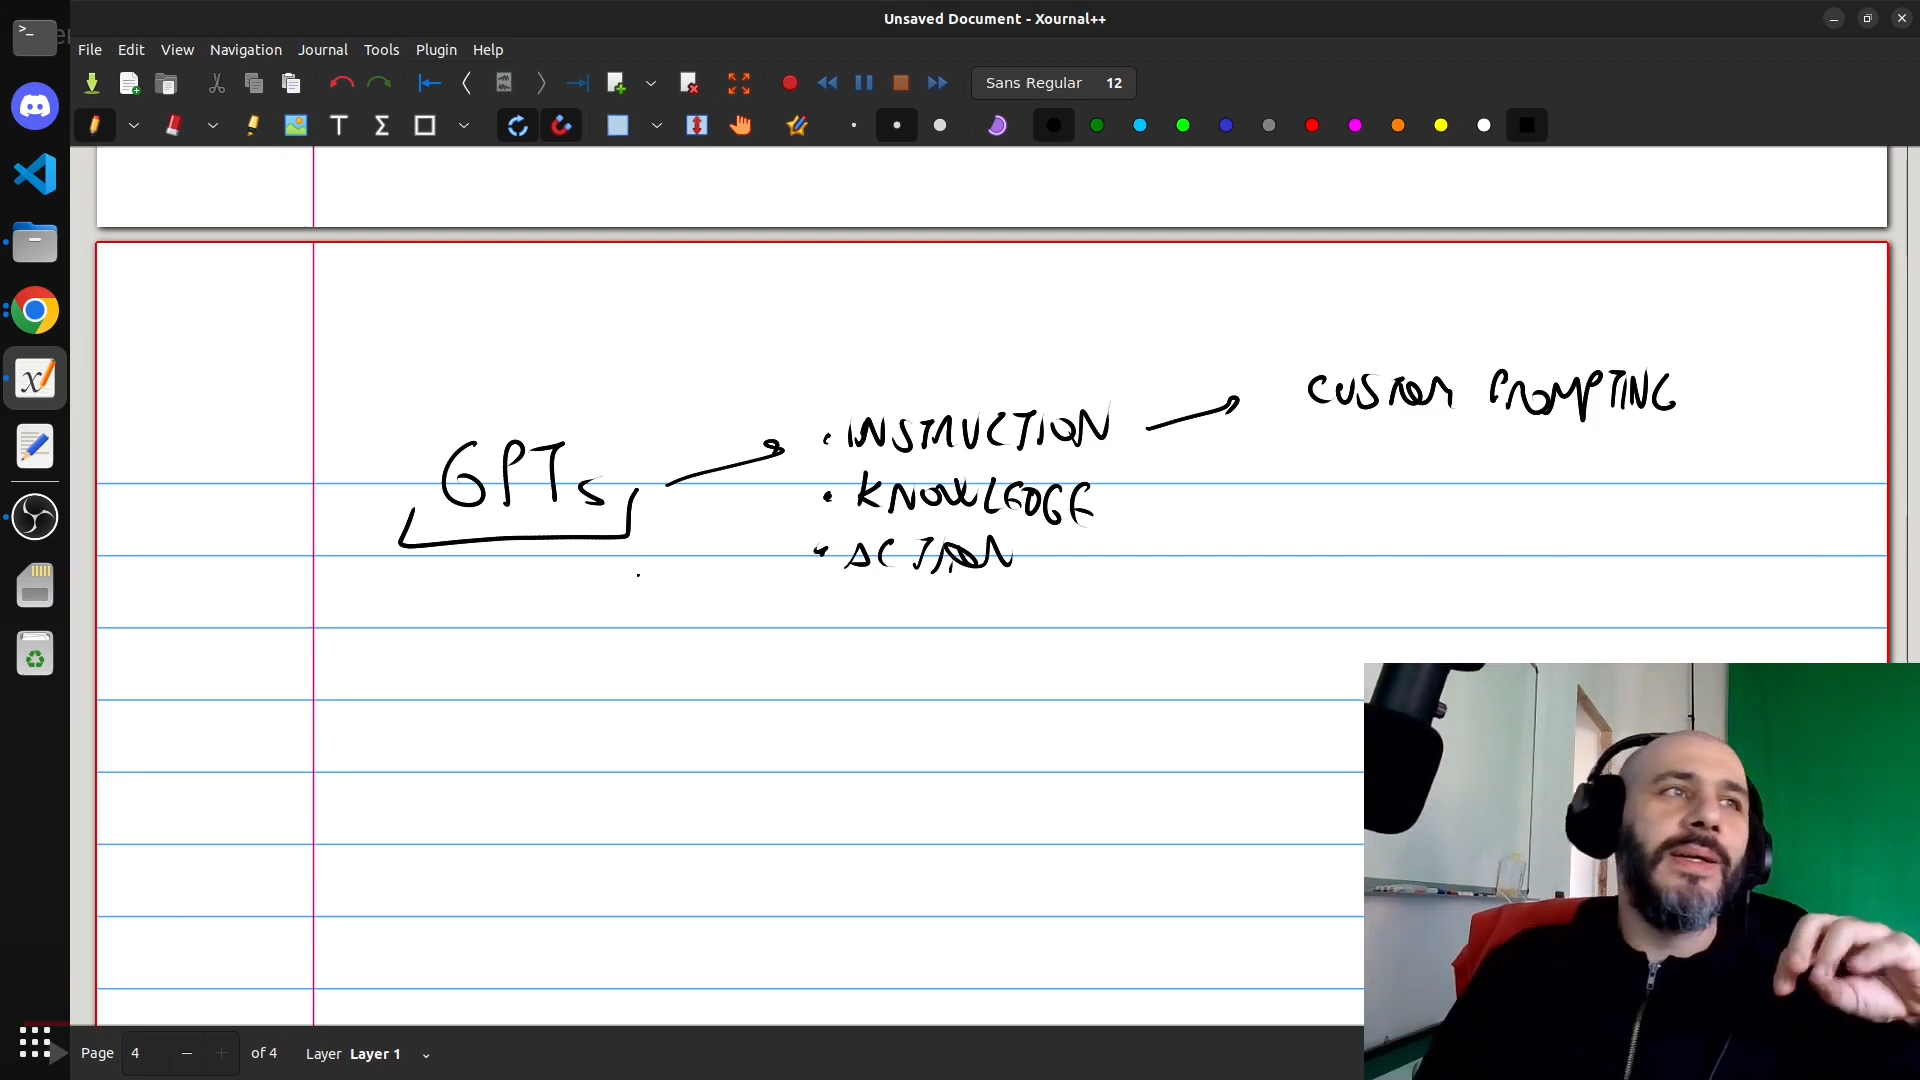 Unsaved Document - Xournal++
File Edit View Navigation Journal Tools Plugin Help
Sans Regular 12
CUSTOM PROMPTING
• INSTRUCTION
GPTs
• KNOWLEDGE
• ACTION
Page 4 of 4 Layer Layer 1